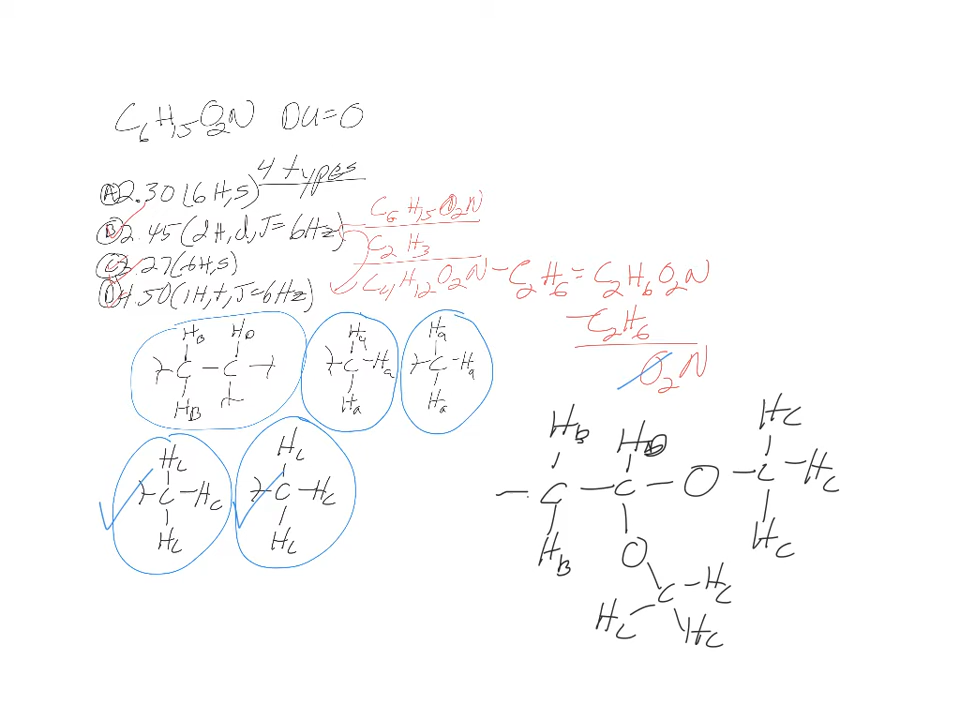 C6H15O2N DU=0
4 types
A 2.30 (6H,s)
B 2.45 (2H,d,J=6Hz)
C 3.27 (6H,s)
D 4.50 (1H,t,J=6Hz)
C6H15O2N
C2H3
C4H12O2N - C2H6 = C2H6O2N
- C2H6
O2N
HB HD
C - C
HB
Ha
C - Ha
Ha
Ha
C - Ha
Ha
HC
C - HC
HC
HC
C - HC
HC
HB HD HC
- C - C - O - C - HC
HB O HC
C - HC
HC HC